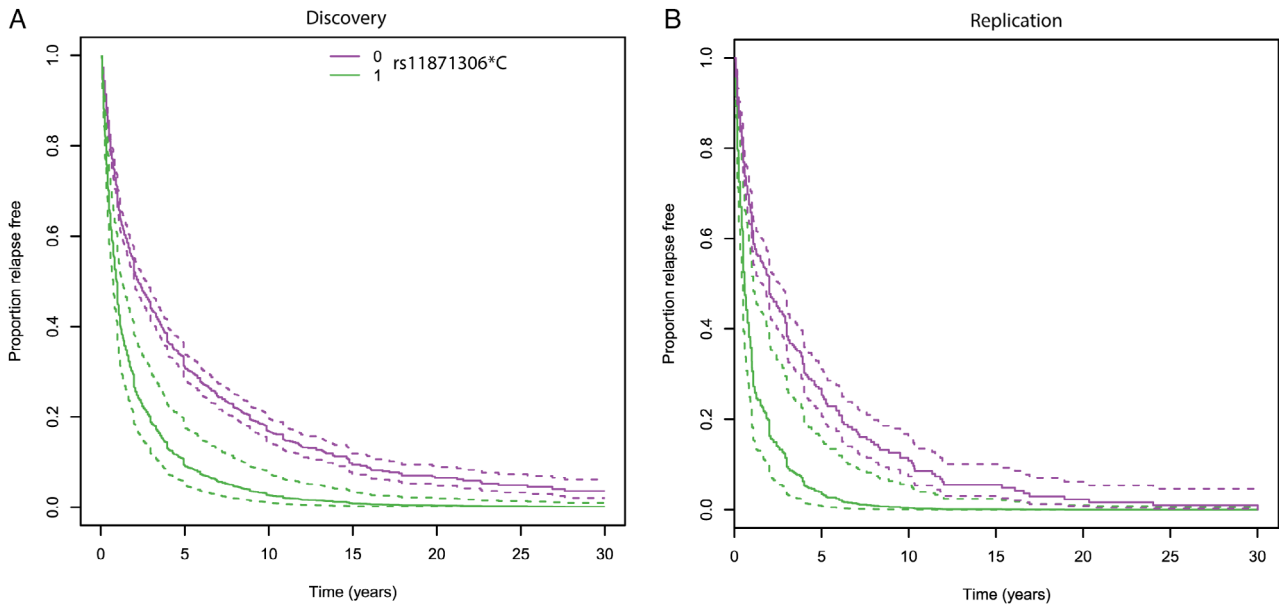 A
Discovery
0
1
rs11871306*C
Proportion relapse free
1.0
0.8
0.6
0.4
0.2
0.0
0 5 10 15 20 25 30
Time (years)
B
Replication
Proportion relapse free
1.0
0.8
0.6
0.4
0.2
0.0
0 5 10 15 20 25 30
Time (years)